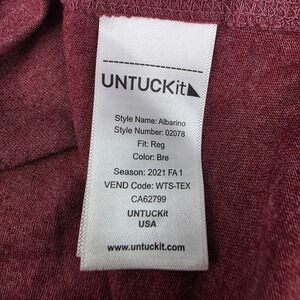 UNTUCKit
Style Name: Albarino
Style Number: 02078
Fit: Reg
Color: Bre
Season: 2021 FA 1
VEND Code: WTS-TEX
CA62799
UNTUCKit
USA
www.untuckit.com